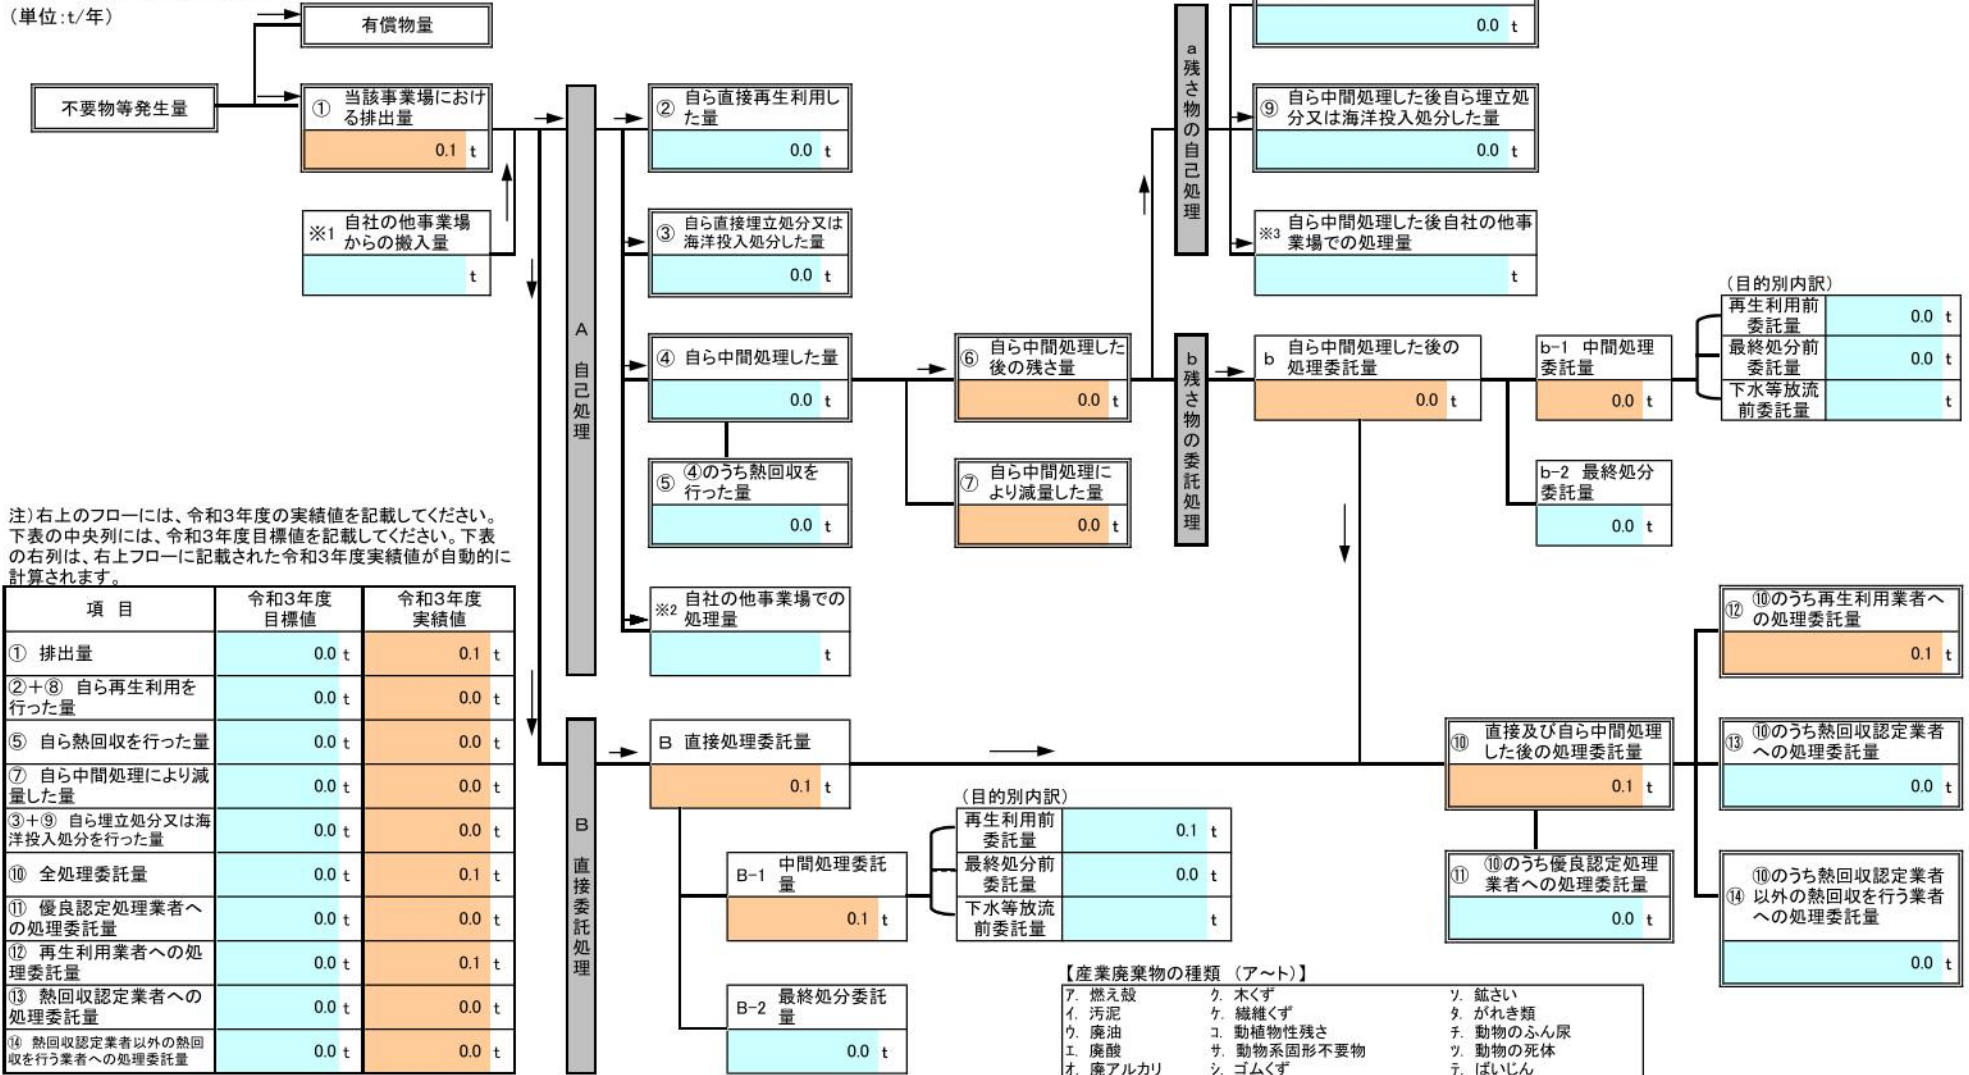 (単位:t/年)
有償物量
不要物等発生量
① 当該事業場におけ
る排出量
0.1 t
※1 自社の他事業場
からの搬入量
t
A 自己処理
② 自ら直接再生利用し
た量
0.0 t
③ 自ら直接埋立処分又は
海洋投入処分した量
0.0 t
④ 自ら中間処理した量
0.0 t
⑤ ④のうち熱回収を
行った量
0.0 t
※2 自社の他事業場での
処理量
t
⑥ 自ら中間処理した
後の残さ量
0.0 t
⑦ 自ら中間処理に
より減量した量
0.0 t
a 残さ物の自己処理
0.0 t
⑨ 自ら中間処理した後自ら埋立処
分又は海洋投入処分した量
0.0 t
※3 自ら中間処理した後自社の他事
業場での処理量
t
b 残さ物の委託処理
b 自ら中間処理した後の
処理委託量
0.0 t
b-1 中間処理
委託量
0.0 t
b-2 最終処分
委託量
0.0 t
(目的別内訳)
再生利用前
委託量
0.0 t
最終処分前
委託量
0.0 t
下水等放流
前委託量
t
注)右上のフローには、令和3年度の実績値を記載してください。
下表の中央列には、令和3年度目標値を記載してください。下表
の右列は、右上フローに記載された令和3年度実績値が自動的に
計算されます。
項 目 令和3年度
目標値 令和3年度
実績値
① 排出量 0.0 t 0.1 t
②+⑧ 自ら再生利用を
行った量 0.0 t 0.0 t
⑤ 自ら熱回収を行った量 0.0 t 0.0 t
⑦ 自ら中間処理により減
量した量 0.0 t 0.0 t
③+⑨ 自ら埋立処分又は海
洋投入処分を行った量 0.0 t 0.0 t
⑩ 全処理委託量 0.0 t 0.1 t
⑪ 優良認定処理業者へ
の処理委託量 0.0 t 0.0 t
⑫ 再生利用業者への処
理委託量 0.0 t 0.1 t
⑬ 熱回収認定業者への
処理委託量 0.0 t 0.0 t
⑭ 熱回収認定業者以外の熱回
収を行う業者への処理委託量 0.0 t 0.0 t
B 直接委託処理
B 直接処理委託量
0.1 t
B-1 中間処理委託
量
0.1 t
B-2 最終処分委託
量
0.0 t
(目的別内訳)
再生利用前
委託量
0.1 t
最終処分前
委託量
0.0 t
下水等放流
前委託量
t
⑩ 直接及び自ら中間処理
した後の処理委託量
0.1 t
⑪ ⑩のうち優良認定処理
業者への処理委託量
0.0 t
⑫ ⑩のうち再生利用業者へ
の処理委託量
0.1 t
⑬ ⑩のうち熱回収認定業者
への処理委託量
0.0 t
⑭ ⑩のうち熱回収認定業者
以外の熱回収を行う業者
への処理委託量
0.0 t
【産業廃棄物の種類 (ア~ト)】
ア. 燃え殻 ク. 木くず ソ. 鉱さい
イ. 汚泥 ケ. 繊維くず タ. がれき類
ウ. 廃油 コ. 動植物性残さ チ. 動物のふん尿
エ. 廃酸 サ. 動物系固形不要物 ツ. 動物の死体
オ. 廃アルカリ シ. ゴムくず テ. ばいじん